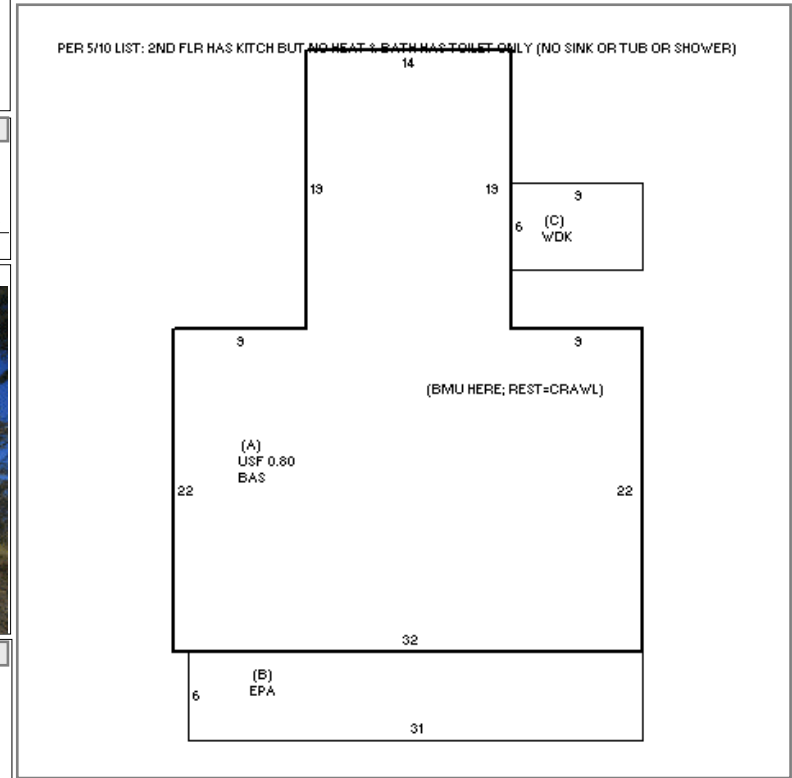 PER 5/10 LIST: 2ND FLR HAS KITCH BUT NO HEAT & BATH HAS TOILET ONLY (NO SINK OR TUB OR SHOWER)
14
19
19
9
6
(C)
WDK
9
9
(BMU HERE; REST=CRAWL)
(A)
USF 0.80
BAS
22
22
32
(B)
EPA
6
31